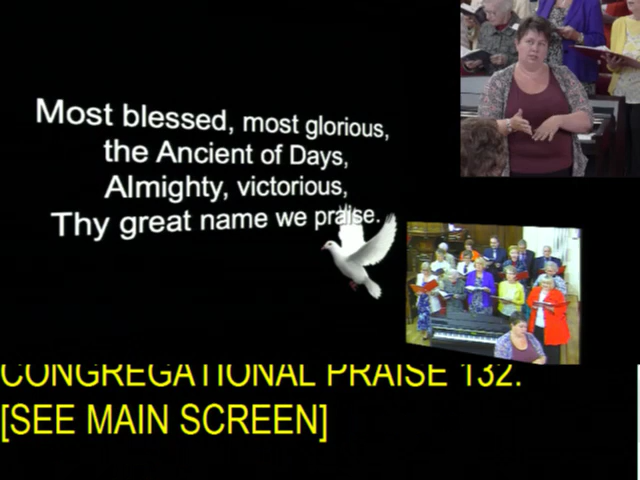 Most blessed, most glorious,
the Ancient of Days,
Almighty, victorious,
Thy great name we praise.
CONGREGATIONAL PRAISE 132.
[SEE MAIN SCREEN]